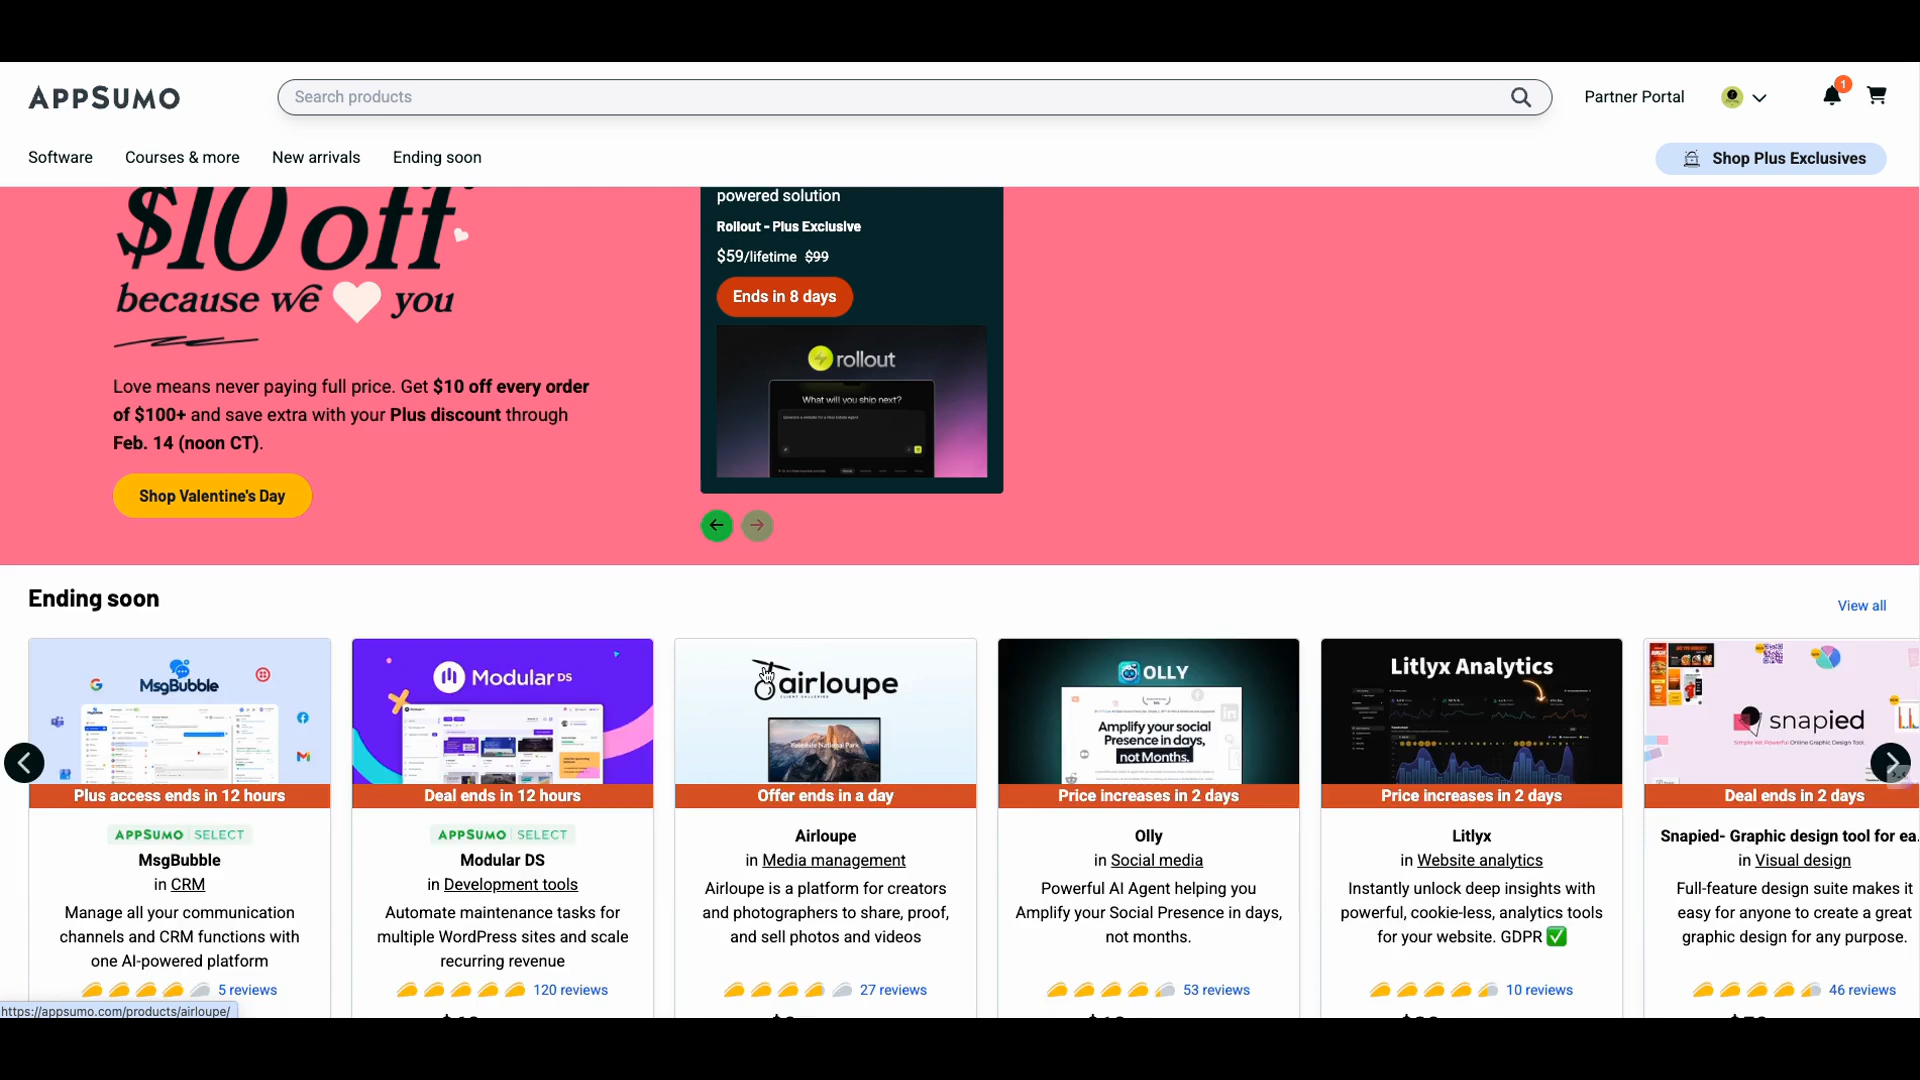 APPSUMO
Search products
Partner Portal
1
Software
Courses & more
New arrivals
Ending soon
Shop Plus Exclusives
$10 off
because we you
Love means never paying full price. Get $10 off every order
of $100+ and save extra with your Plus discount through
Feb. 14 (noon CT).
Shop Valentine's Day
powered solution
Rollout - Plus Exclusive
$59/lifetime $99
Ends in 8 days
rollout
What will you ship next?
Ending soon
View all
MsgBubble
Plus access ends in 12 hours
APPSUMO SELECT
MsgBubble
in CRM
Manage all your communication
channels and CRM functions with
one AI-powered platform
5 reviews
Modular DS
Deal ends in 12 hours
APPSUMO SELECT
Modular DS
in Development tools
Automate maintenance tasks for
multiple WordPress sites and scale
recurring revenue
120 reviews
airloupe
CLIENT GALLERIES
Yosemite National Park
Offer ends in a day
Airloupe
in Media management
Airloupe is a platform for creators
and photographers to share, proof,
and sell photos and videos
27 reviews
OLLY
Amplify your social
Presence in days,
not Months.
Price increases in 2 days
Olly
in Social media
Powerful AI Agent helping you
Amplify your Social Presence in days,
not months.
53 reviews
Litlyx Analytics
Price increases in 2 days
Litlyx
in Website analytics
Instantly unlock deep insights with
powerful, cookie-less, analytics tools
for your website. GDPR ✅
10 reviews
snapied
Simple Yet Powerful Online Graphic Design Tool
Deal ends in 2 days
Snapied- Graphic design tool for ea.
in Visual design
Full-feature design suite makes it
easy for anyone to create a great
graphic design for any purpose.
46 reviews
https://appsumo.com/products/airloupe/